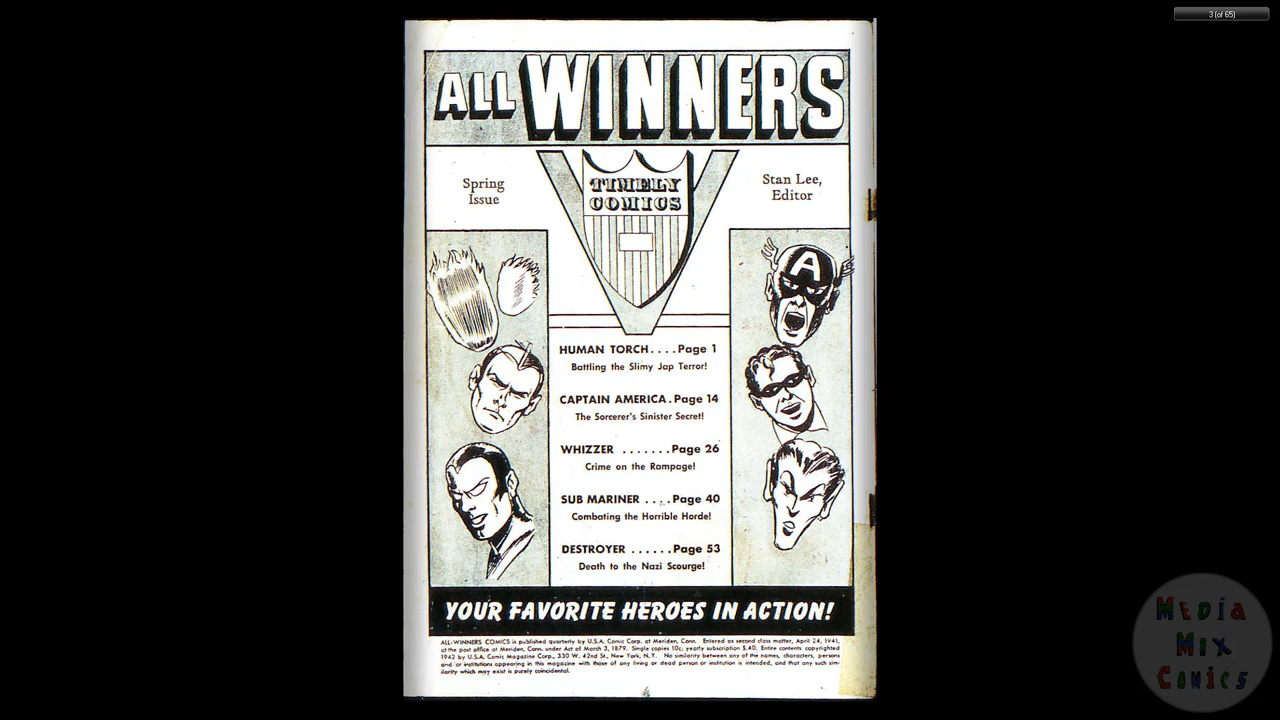 3 (of 65)
ALL WINNERS
Spring
Issue
TIMELY
COMICS
Stan Lee,
Editor
A
HUMAN TORCH....Page 1
Battling the Slimy Jap Terror!
CAPTAIN AMERICA.Page 14
The Sorcerer's Sinister Secret!
WHIZZER .......Page 26
Crime on the Rampage!
SUB MARINER ....Page 40
Combating the Horrible Horde!
DESTROYER ......Page 53
Death to the Nazi Scourge!
YOUR FAVORITE HEROES IN ACTION!
ALL-WINNERS COMICS is published quarterly by U.S.A. Comic Corp. at Meriden, Conn. Entered as second class matter, April 24, 1941,
at the post office at Meriden, Conn. under Act of March 3, 1879. Single copies 10c; yearly subscription $.40. Entire contents copyrighted
1942 by U.S.A. Comic Magazine Corp., 330 W. 42nd St., New York, N. Y. No similarity between any of the names, characters, persons
and/or institutions appearing in this magazine with those of any living or dead person or institution is intended, and that any such sim-
ilarity which may exist is purely coincidental.
MEDiA
MiX
COMiCS